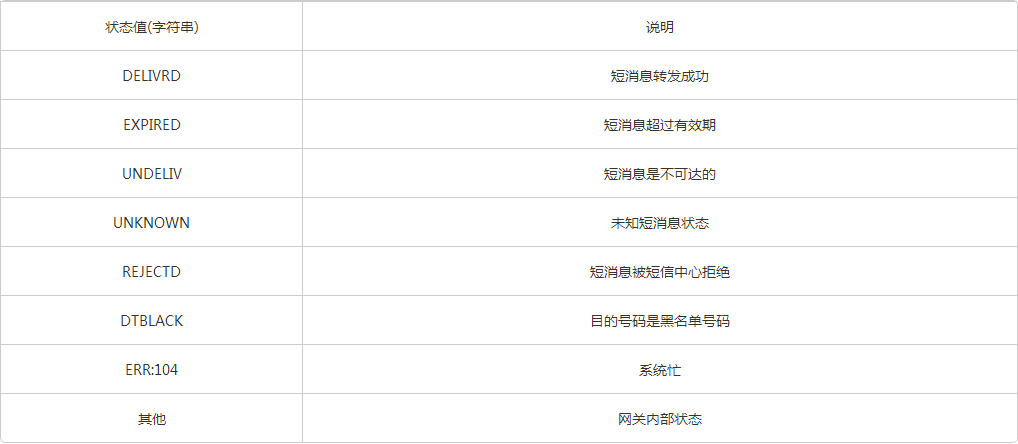 状态值(字符串) 说明
DELIVRD 短消息转发成功
EXPIRED 短消息超过有效期
UNDELIV 短消息是不可达的
UNKNOWN 未知短消息状态
REJECTD 短消息被短信中心拒绝
DTBLACK 目的号码是黑名单号码
ERR:104 系统忙
其他 网关内部状态